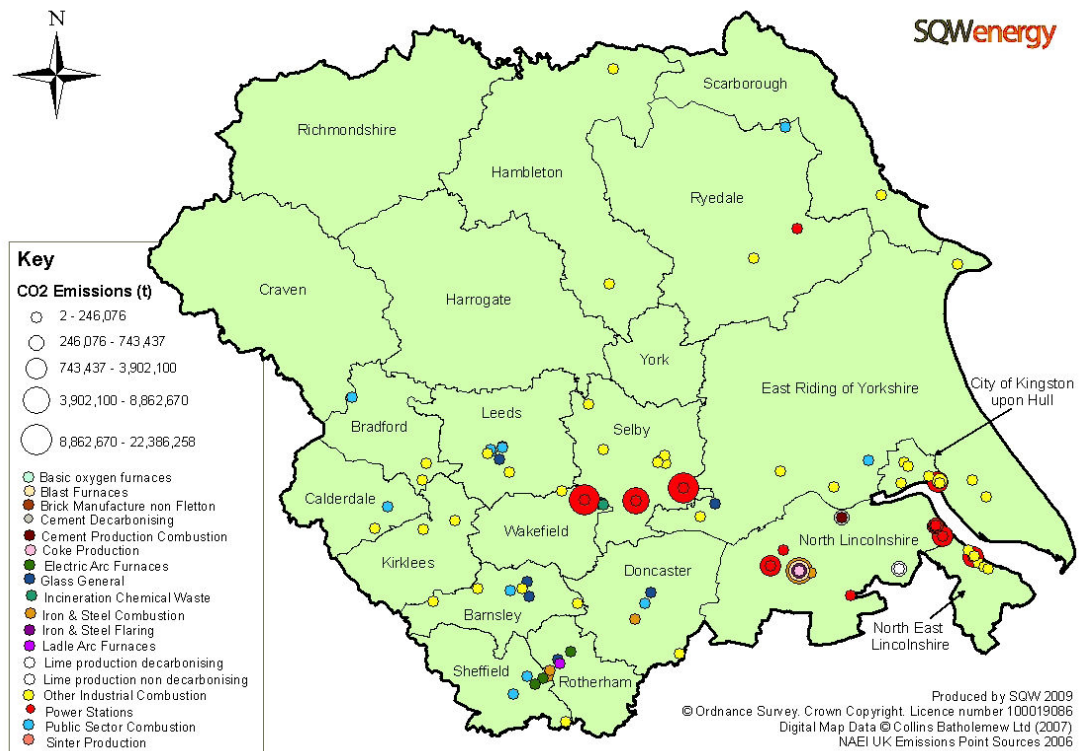 N
SQWenergy
Scarborough
Richmondshire
Hambleton
Ryedale
Key
CO2 Emissions (t)
2 - 246,076
246,076 - 743,437
743,437 - 3,902,100
3,902,100 - 8,862,670
8,862,670 - 22,386,258
Basic oxygen furnaces
Blast Furnaces
Brick Manufacture non Fletton
Cement Decarbonising
Cement Production Combustion
Coke Production
Electric Arc Furnaces
Glass General
Incineration Chemical Waste
Iron & Steel Combustion
Iron & Steel Flaring
Ladle Arc Furnaces
Lime production decarbonising
Lime production non decarbonising
Other Industrial Combustion
Power Stations
Public Sector Combustion
Sinter Production
Craven
Harrogate
York
East Riding of Yorkshire
City of Kingston
upon Hull
Bradford
Leeds
Selby
Calderdale
Wakefield
North Lincolnshire
Kirklees
Doncaster
Barnsley
North East
Lincolnshire
Sheffield
Rotherham
Produced by SQW 2009
© Ordnance Survey. Crown Copyright. Licence number 100019086
Digital Map Data © Collins Batholemew Ltd (2007)
NAEI UK Emissions Point Sources 2006